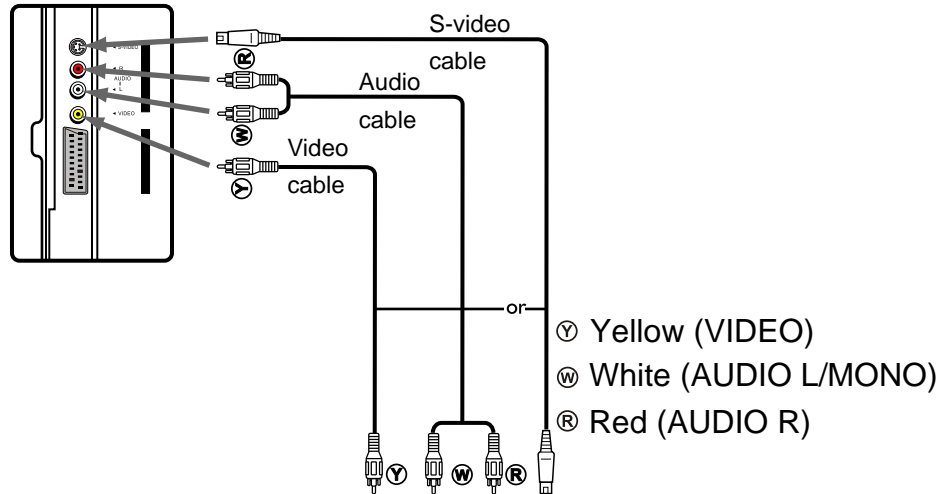 S-video
cable
◄ S-VIDEO
Ⓡ
◄ R
AUDIO
◄ L
Audio
cable
Ⓦ
◄ VIDEO
Video
cable
Ⓨ
or
Ⓨ Yellow (VIDEO)
Ⓦ White (AUDIO L/MONO)
Ⓡ Red (AUDIO R)
Ⓨ Ⓦ Ⓡ